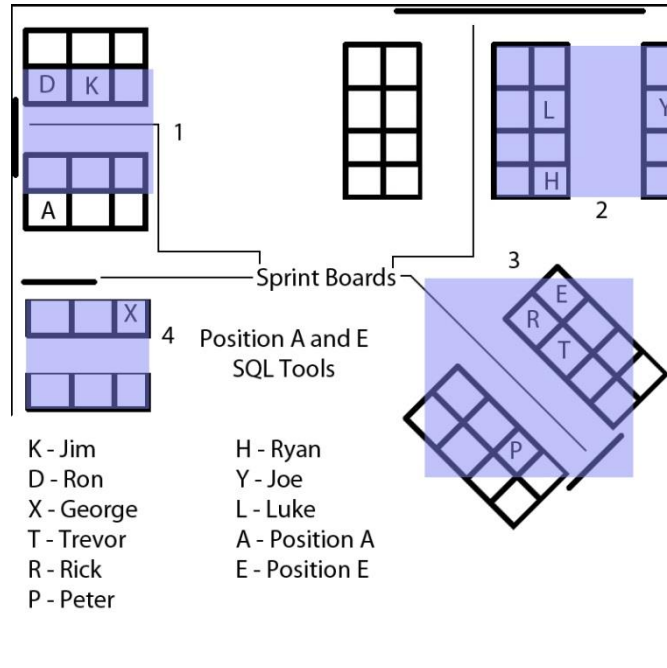 D K
L
Y
1
A
H
2
3
Sprint Boards
E
X
R
4
Position A and E
T
SQL Tools
P
K - Jim
H - Ryan
D - Ron
Y - Joe
X - George
L - Luke
T - Trevor
A - Position A
R - Rick
E - Position E
P - Peter